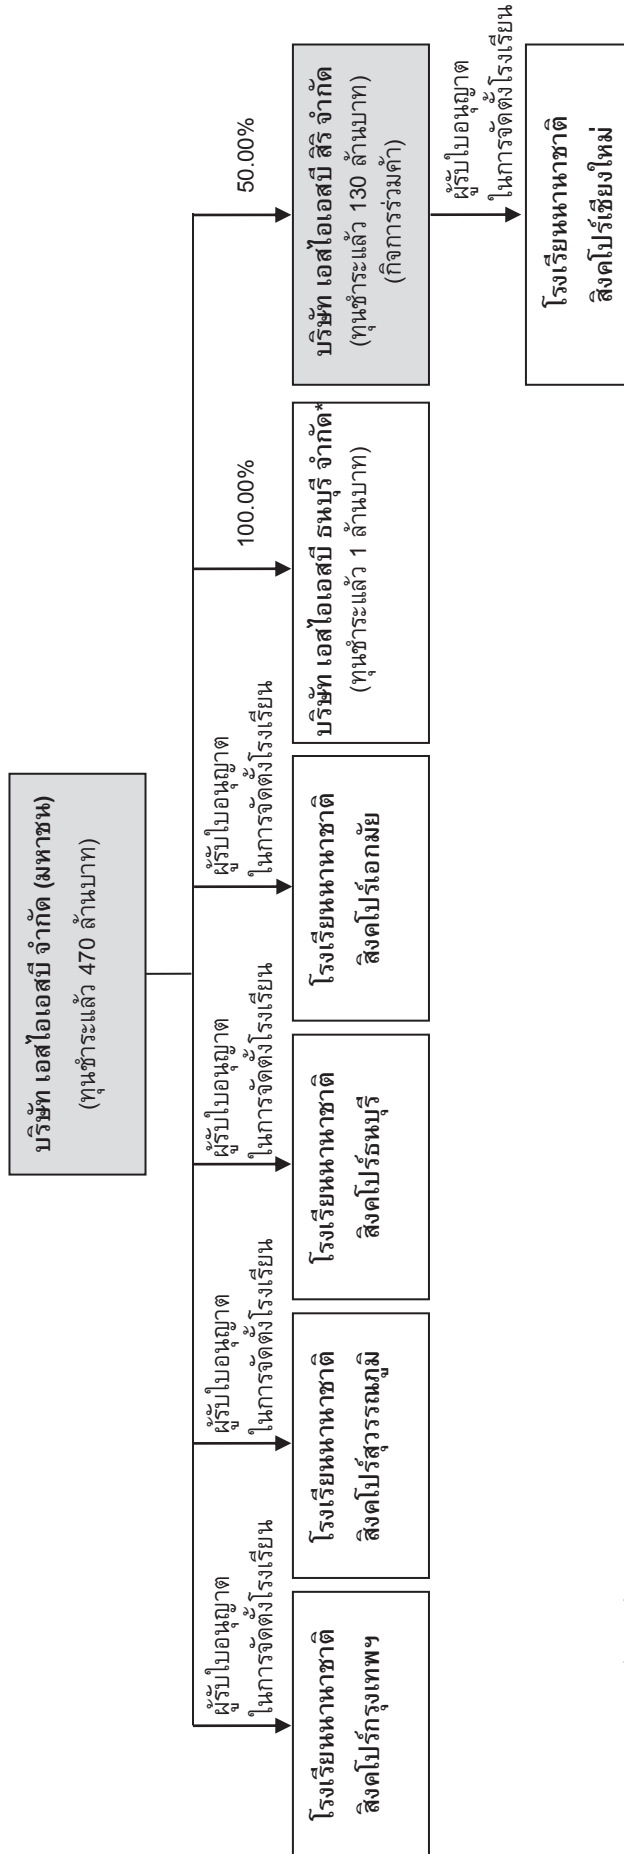 บริษัท เอสไอเอสบี จำกัด (มหาชน)
(ทุนชำระแล้ว 470 ล้านบาท)
ผู้รับใบอนุญาต
ในการจัดตั้งโรงเรียน
ผู้รับใบอนุญาต
ในการจัดตั้งโรงเรียน
ผู้รับใบอนุญาต
ในการจัดตั้งโรงเรียน
ผู้รับใบอนุญาต
ในการจัดตั้งโรงเรียน
100.00%
50.00%
โรงเรียนนานาชาติ
สิงคโปร์กรุงเทพฯ
โรงเรียนนานาชาติ
สิงคโปร์สุวรรณภูมิ
โรงเรียนนานาชาติ
สิงคโปร์ธนบุรี
โรงเรียนนานาชาติ
สิงคโปร์เอกมัย
บริษัท เอสไอเอสบี ธนบุรี จำกัด*
(ทุนชำระแล้ว 1 ล้านบาท)
บริษัท เอสไอเอสบี สิริ จำกัด
(ทุนชำระแล้ว 130 ล้านบาท)
(กิจการร่วมค้า)
ผู้รับใบอนุญาต
ในการจัดตั้งโรงเรียน
โรงเรียนนานาชาติ
สิงคโปร์เชียงใหม่